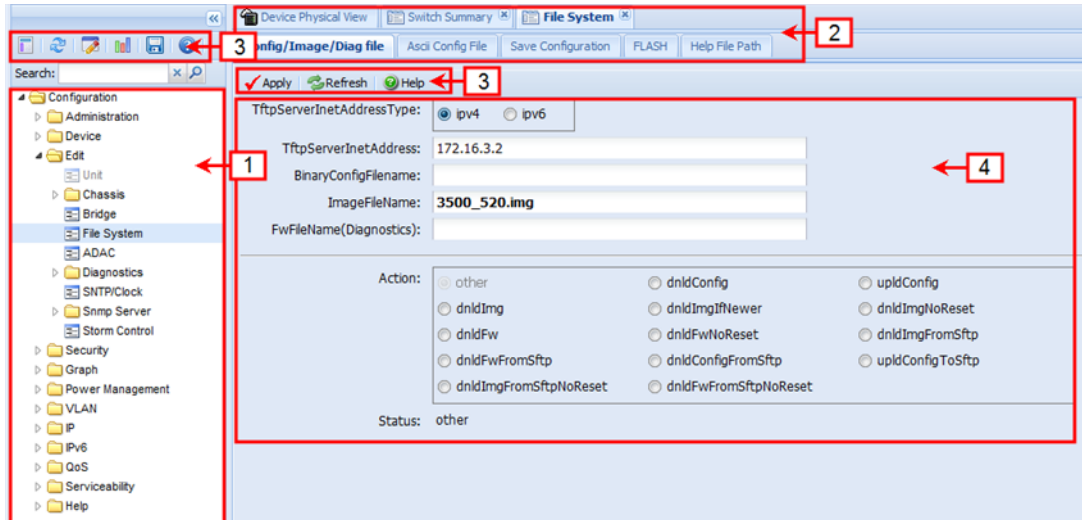 Device Physical View
Switch Summary
File System
2
3
onfig/Image/Diag file
Ascii Config File
Save Configuration
FLASH
Help File Path
Search:
Apply
Refresh
Help
3
Configuration
Administration
Device
Edit
Unit
Chassis
Bridge
File System
ADAC
Diagnostics
SNTP/Clock
Snmp Server
Storm Control
Security
Graph
Power Management
VLAN
IP
IPv6
QoS
Serviceability
Help
1
TftpServerInetAddressType: ipv4 ipv6
TftpServerInetAddress: 172.16.3.2
BinaryConfigFilename:
ImageFileName: 3500_520.img
FwFileName(Diagnostics):
4
Action: other dnldConfig upldConfig
dnldImg dnldImgIfNewer dnldImgNoReset
dnldFw dnldFwNoReset dnldImgFromSftp
dnldFwFromSftp dnldConfigFromSftp upldConfigToSftp
dnldImgFromSftpNoReset dnldFwFromSftpNoReset
Status: other